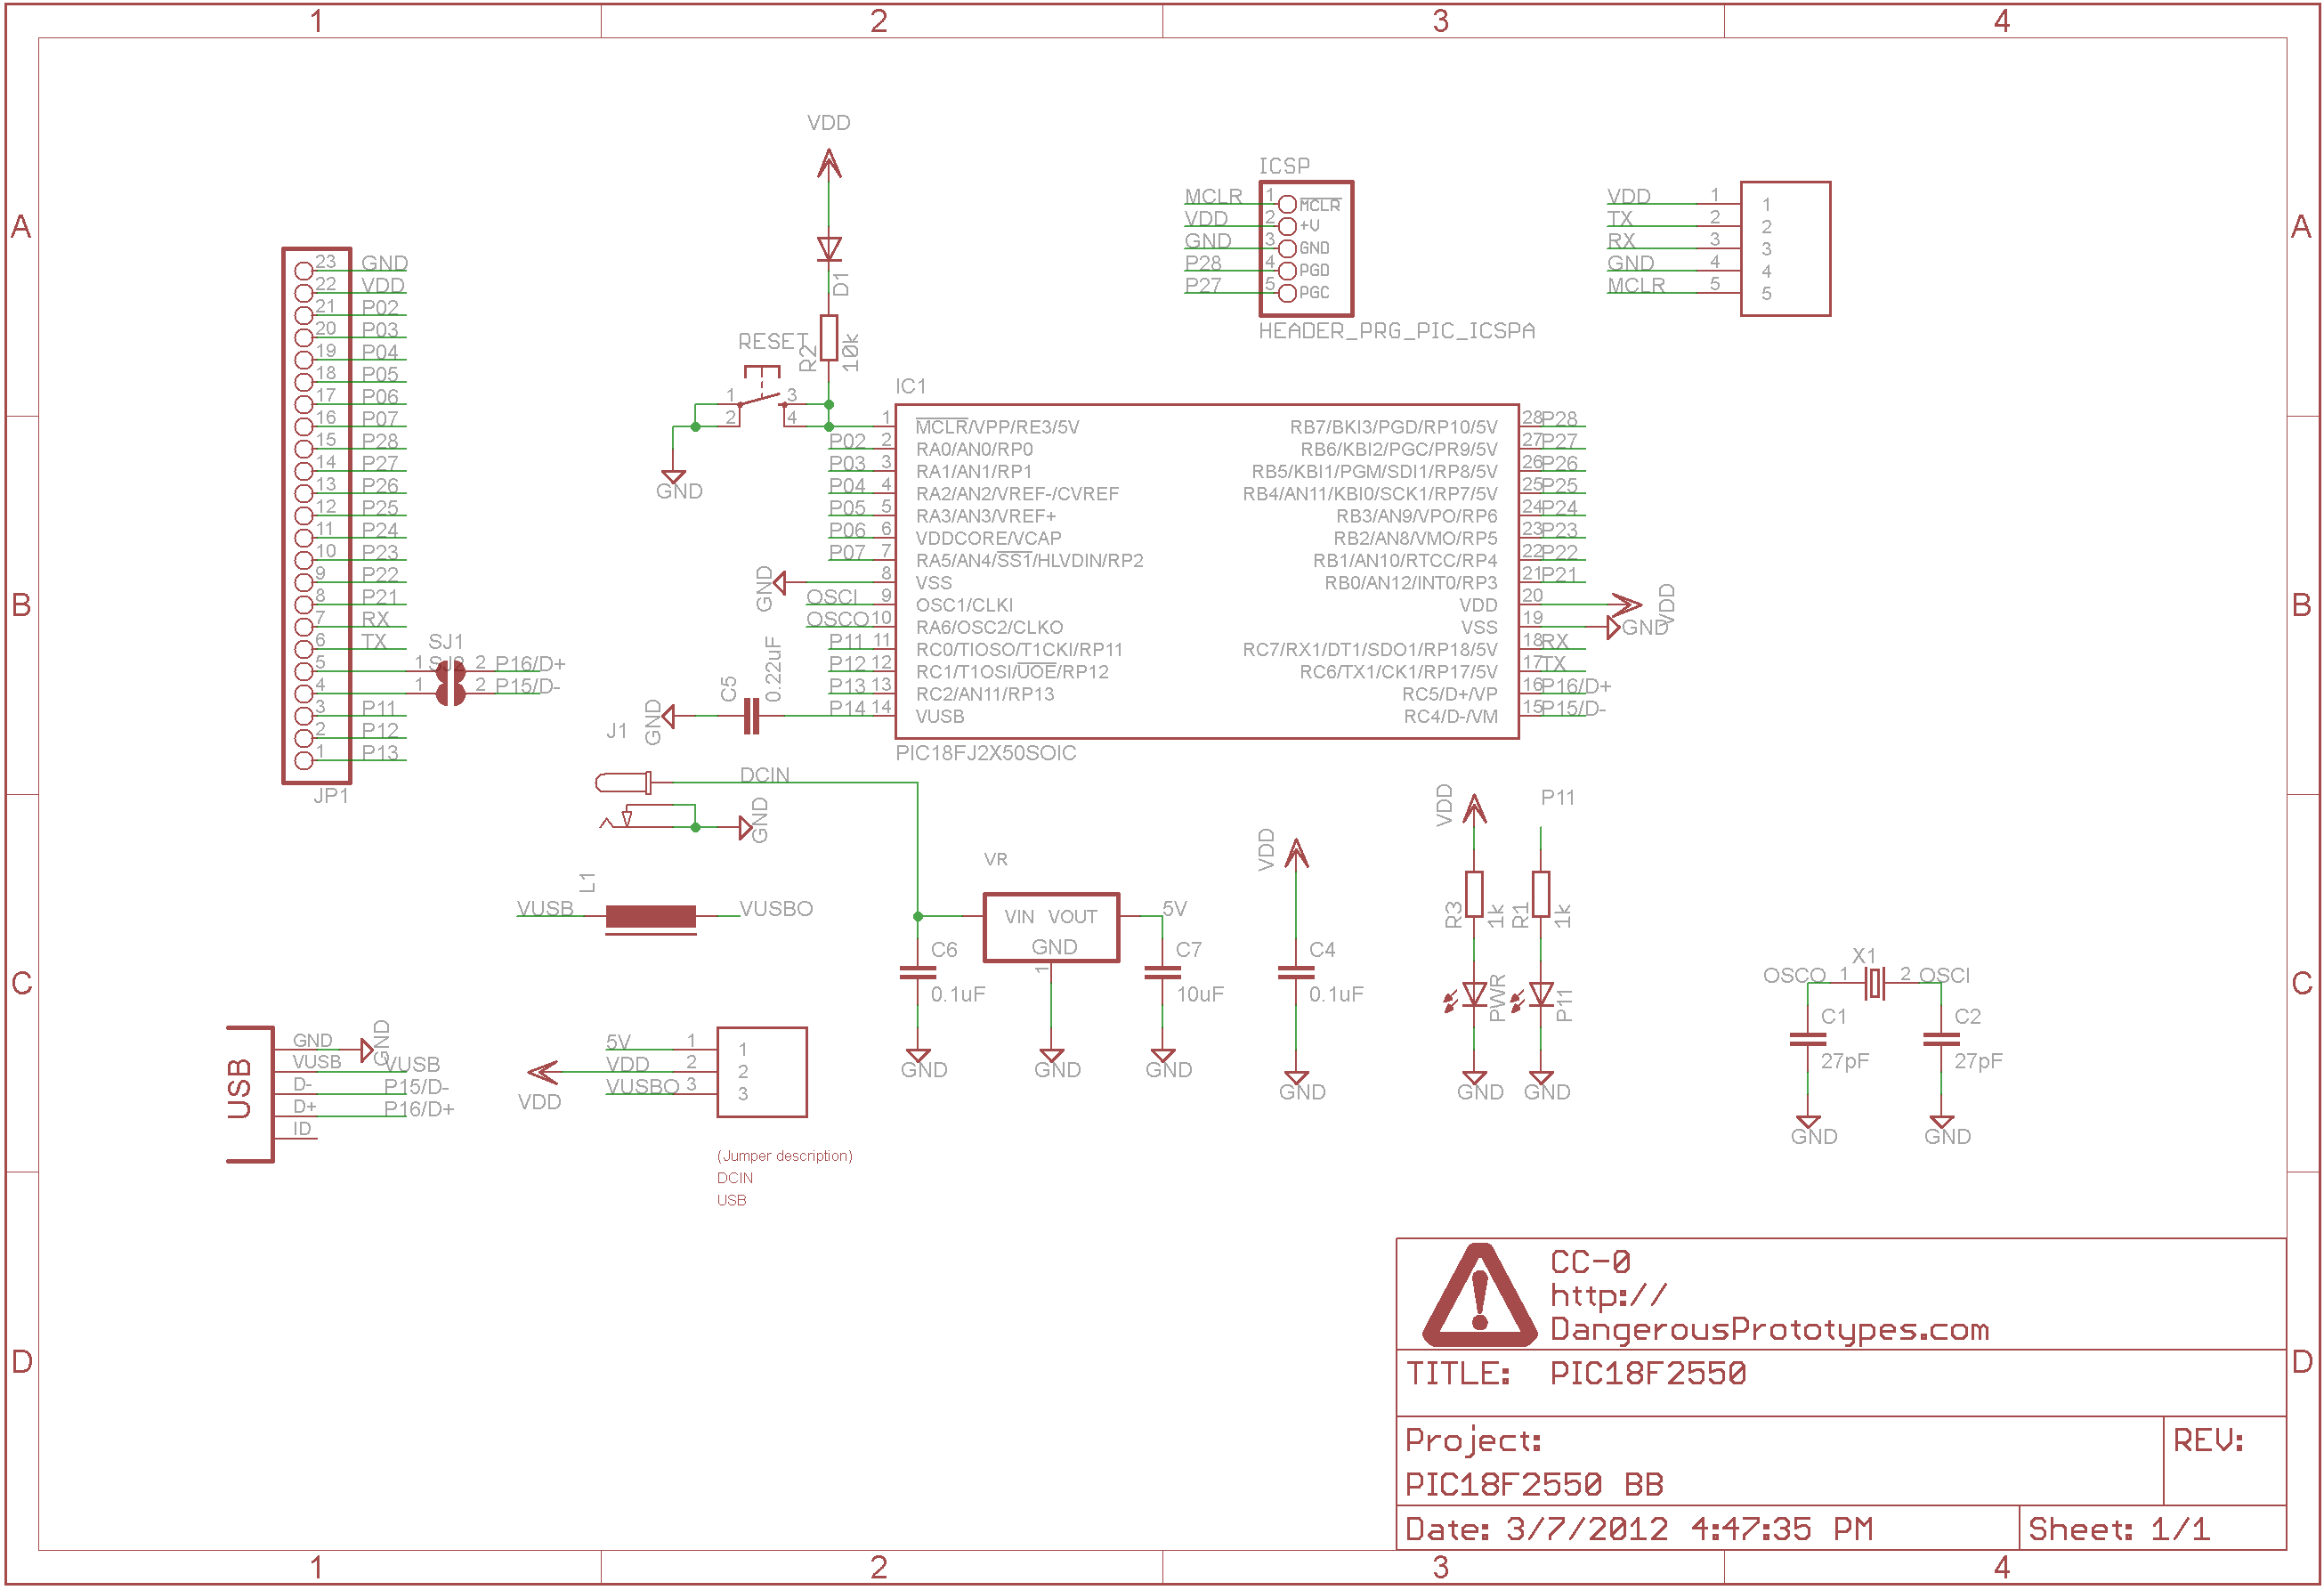 1 2 3 4
A A
B B
C C
D D
1 2 3 4
VDD
D1
R2
10k
RESET
1 3
2 4
GND
ICSP
MCLR 1 MCLR
VDD 2 +V
GND 3 GND
P28 4 PGD
P27 5 PGC
HEADER_PRG_PIC_ICSPA
VDD 1 1
TX 2 2
RX 3 3
GND 4 4
MCLR 5 5
23 GND
22 VDD
21 P02
20 P03
19 P04
18 P05
17 P06
16 P07
15 P28
14 P27
13 P26
12 P25
11 P24
10 P23
9 P22
8 P21
7 RX
6 TX
5
4
3 P11
2 P12
1 P13
JP1
SJ1
1 SJ2 2 P16/D+
1 2 P15/D-
IC1
1 MCLR/VPP/RE3/5V
P02 2 RA0/AN0/RP0
P03 3 RA1/AN1/RP1
P04 4 RA2/AN2/VREF-/CVREF
P05 5 RA3/AN3/VREF+
P06 6 VDDCORE/VCAP
P07 7 RA5/AN4/SS1/HLVDIN/RP2
GND 8 VSS
OSCI 9 OSC1/CLKI
OSCO 10 RA6/OSC2/CLKO
P11 11 RC0/TIOSO/T1CKI/RP11
P12 12 RC1/T1OSI/UOE/RP12
P13 13 RC2/AN11/RP13
P14 14 VUSB
RB7/BKI3/PGD/RP10/5V 28 P28
RB6/KBI2/PGC/PR9/5V 27 P27
RB5/KBI1/PGM/SDI1/RP8/5V 26 P26
RB4/AN11/KBI0/SCK1/RP7/5V 25 P25
RB3/AN9/VPO/RP6 24 P24
RB2/AN8/VMO/RP5 23 P23
RB1/AN10/RTCC/RP4 22 P22
RB0/AN12/INT0/RP3 21 P21
VDD 20 VDD
VSS 19 GND
RC7/RX1/DT1/SDO1/RP18/5V 18 RX
RC6/TX1/CK1/RP17/5V 17 TX
RC5/D+/VP 16 P16/D+
RC4/D-/VM 15 P15/D-
PIC18FJ2X50SOIC
GND
C5
0.22uF
J1
DCIN
GND
L1
VUSB VUSBO
VR
VIN VOUT
GND
1
5V
C6
0.1uF
GND
GND
C7
10uF
GND
VDD
C4
0.1uF
GND
VDD
R3
1k
PWR
GND
P11
R1
1k
P11
GND
X1
OSCO 1 2 OSCI
C1
27pF
GND
C2
27pF
GND
USB
GND GND
VUSB VUSB
D- P15/D-
D+ P16/D+
ID
5V 1 1
VDD 2 2
VUSBO 3 3
VDD
(Jumper description)
DCIN
USB
CC-0
http://
DangerousPrototypes.com
TITLE: PIC18F2550
Project:
PIC18F2550 BB
REV:
Date: 3/7/2012 4:47:35 PM
Sheet: 1/1